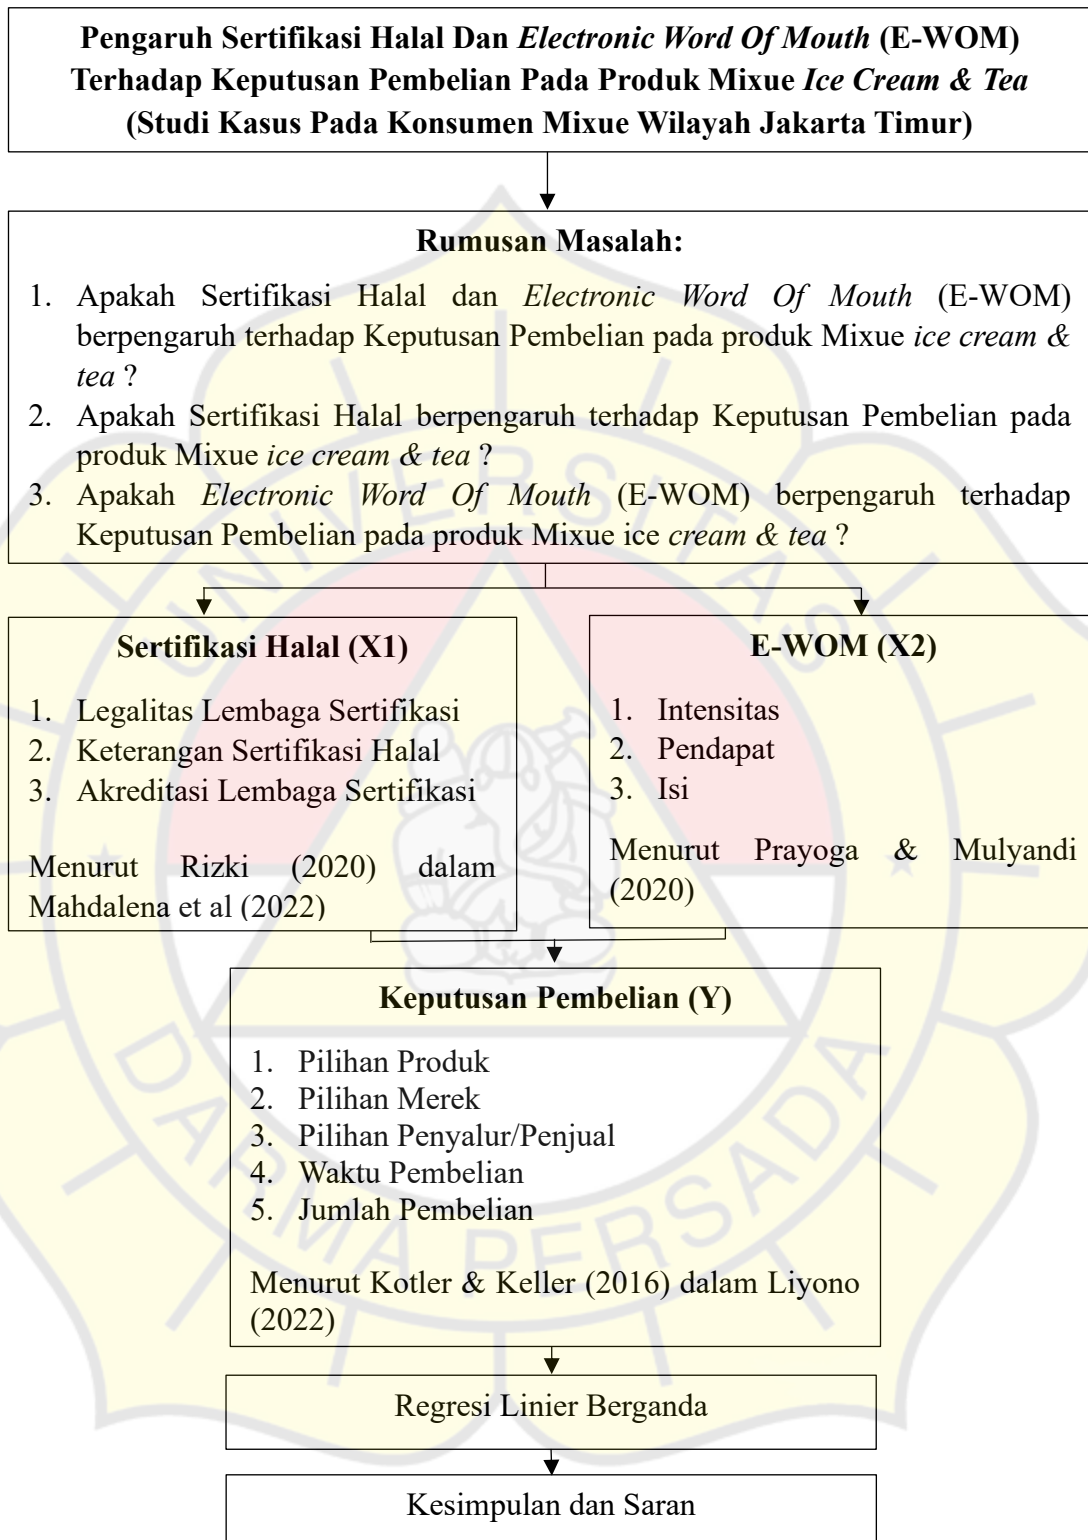 Pengaruh Sertifikasi Halal Dan Electronic Word Of Mouth (E-WOM)
Terhadap Keputusan Pembelian Pada Produk Mixue Ice Cream & Tea
(Studi Kasus Pada Konsumen Mixue Wilayah Jakarta Timur)
Rumusan Masalah:
1. Apakah Sertifikasi Halal dan Electronic Word Of Mouth (E-WOM)
berpengaruh terhadap Keputusan Pembelian pada produk Mixue ice cream &
tea ?
2. Apakah Sertifikasi Halal berpengaruh terhadap Keputusan Pembelian pada
produk Mixue ice cream & tea ?
3. Apakah Electronic Word Of Mouth (E-WOM) berpengaruh terhadap
Keputusan Pembelian pada produk Mixue ice cream & tea ?
Sertifikasi Halal (X1)
1. Legalitas Lembaga Sertifikasi
2. Keterangan Sertifikasi Halal
3. Akreditasi Lembaga Sertifikasi
Menurut Rizki (2020) dalam
Mahdalena et al (2022)
E-WOM (X2)
1. Intensitas
2. Pendapat
3. Isi
Menurut Prayoga & Mulyandi
(2020)
Keputusan Pembelian (Y)
1. Pilihan Produk
2. Pilihan Merek
3. Pilihan Penyalur/Penjual
4. Waktu Pembelian
5. Jumlah Pembelian
Menurut Kotler & Keller (2016) dalam Liyono
(2022)
Regresi Linier Berganda
Kesimpulan dan Saran
UNIVERSITAS
DARMA PERSADA